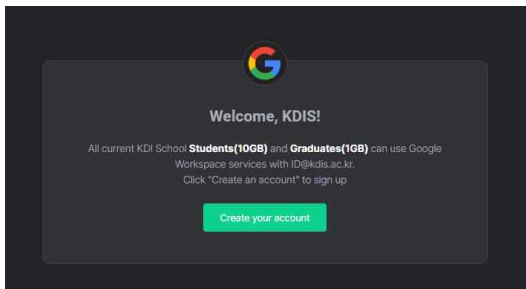 Welcome, KDIS!
All current KDI School Students(10GB) and Graduates(1GB) can use Google
Workspace services with ID@kdis.ac.kr.
Click "Create an account" to sign up
Create your account